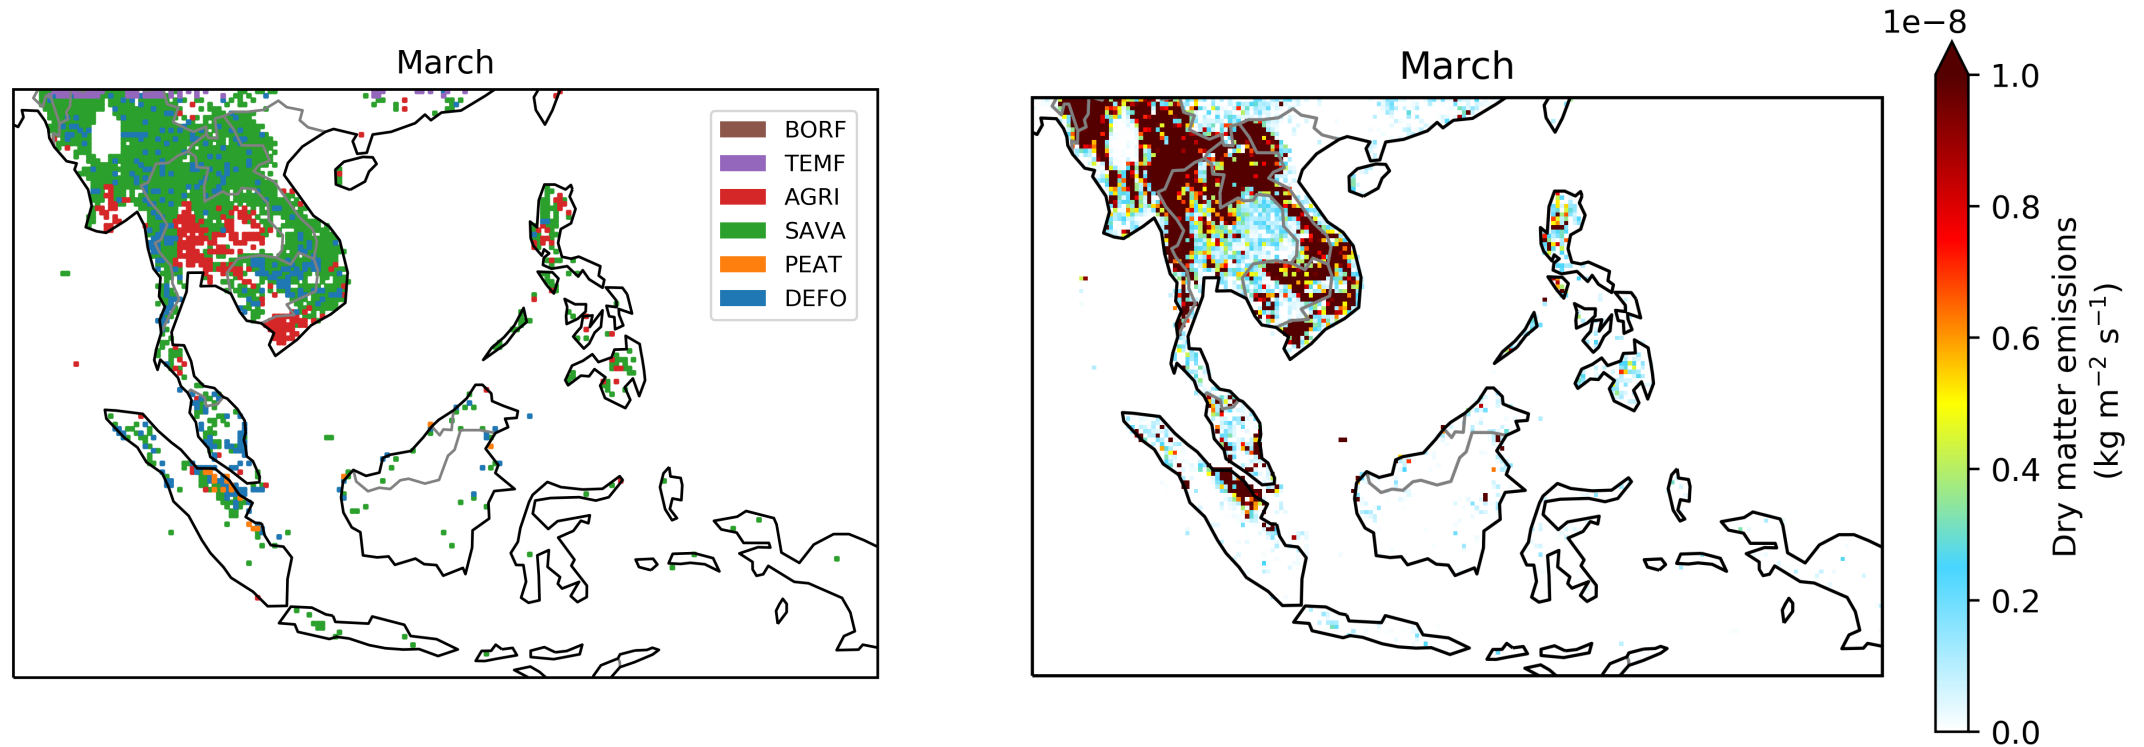 March
BORF
TEMF
AGRI
SAVA
PEAT
DEFO
March
1e−8
1.0
0.8
0.6
0.4
0.2
0.0
Dry matter emissions
(kg m⁻² s⁻¹)